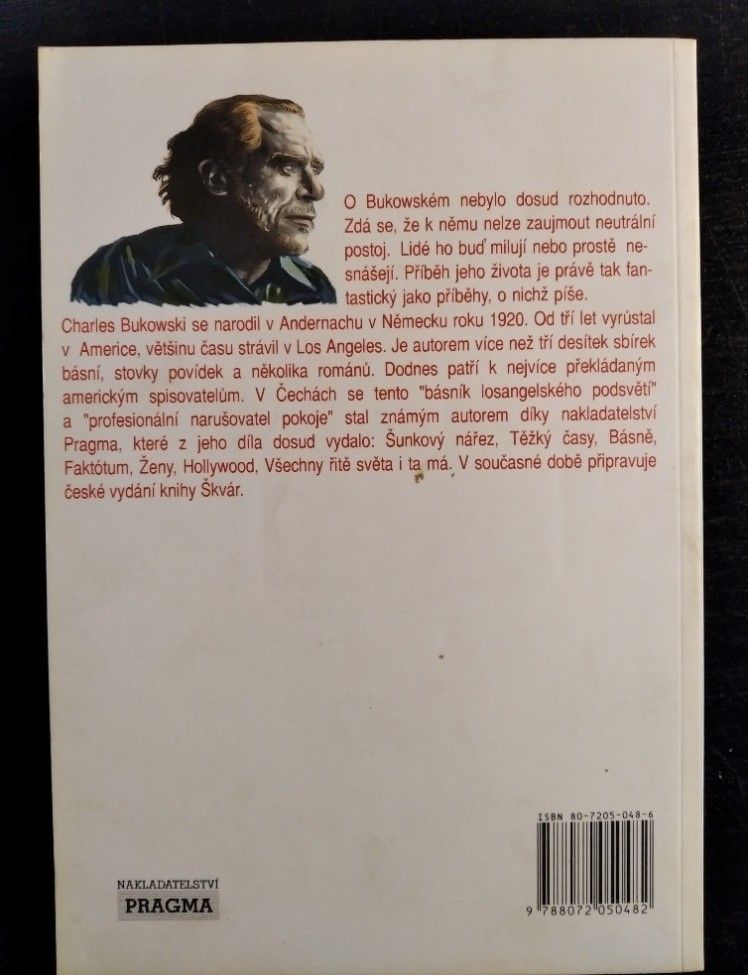 O Bukowském nebylo dosud rozhodnuto.
Zdá se, že k němu nelze zaujmout neutrální
postoj. Lidé ho buď milují nebo prostě ne-
snášejí. Příběh jeho života je právě tak fan-
tastický jako příběhy, o nichž píše.
Charles Bukowski se narodil v Andernachu v Německu roku 1920. Od tří let vyrůstal
v Americe, většinu času strávil v Los Angeles. Je autorem více než tří desítek sbírek
básní, stovky povídek a několika románů. Dodnes patří k nejvíce překládaným
americkým spisovatelům. V Čechách se tento "básník losangelského podsvětí"
a "profesionální narušovatel pokoje" stal známým autorem díky nakladatelství
Pragma, které z jeho díla dosud vydalo: Šunkový nářez, Těžký časy, Básně,
Faktótum, Ženy, Hollywood, Všechny řitě světa i ta má. V současné době připravuje
české vydání knihy Škvár.
ISBN 80-7205-048-6
9 788072 050482
NAKLADATELSTVÍ
PRAGMA